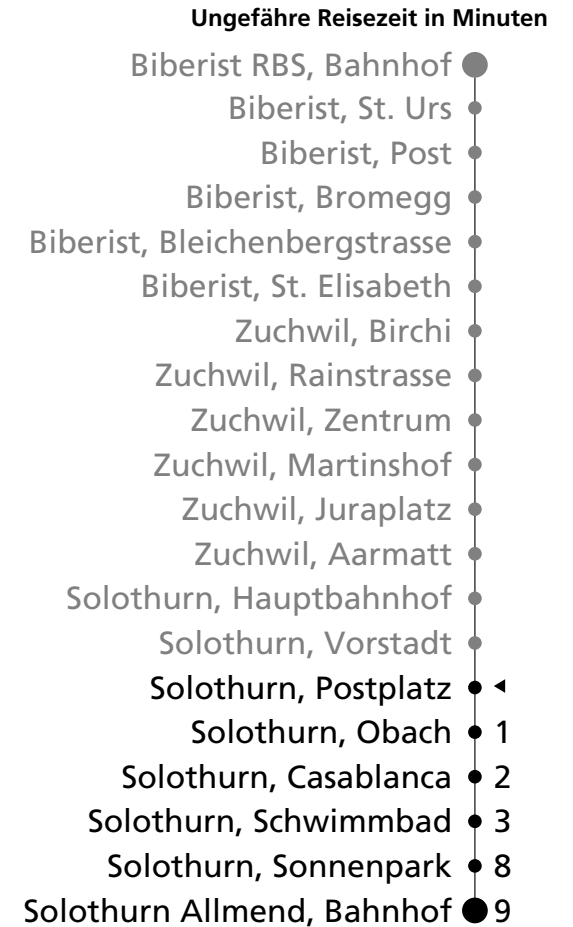 Ungefähre Reisezeit in Minuten
Biberist RBS, Bahnhof
Biberist, St. Urs
Biberist, Post
Biberist, Bromegg
Biberist, Bleichenbergstrasse
Biberist, St. Elisabeth
Zuchwil, Birchi
Zuchwil, Rainstrasse
Zuchwil, Zentrum
Zuchwil, Martinshof
Zuchwil, Juraplatz
Zuchwil, Aarmatt
Solothurn, Hauptbahnhof
Solothurn, Vorstadt
Solothurn, Postplatz
Solothurn, Obach 1
Solothurn, Casablanca 2
Solothurn, Schwimmbad 3
Solothurn, Sonnenpark 8
Solothurn Allmend, Bahnhof 9